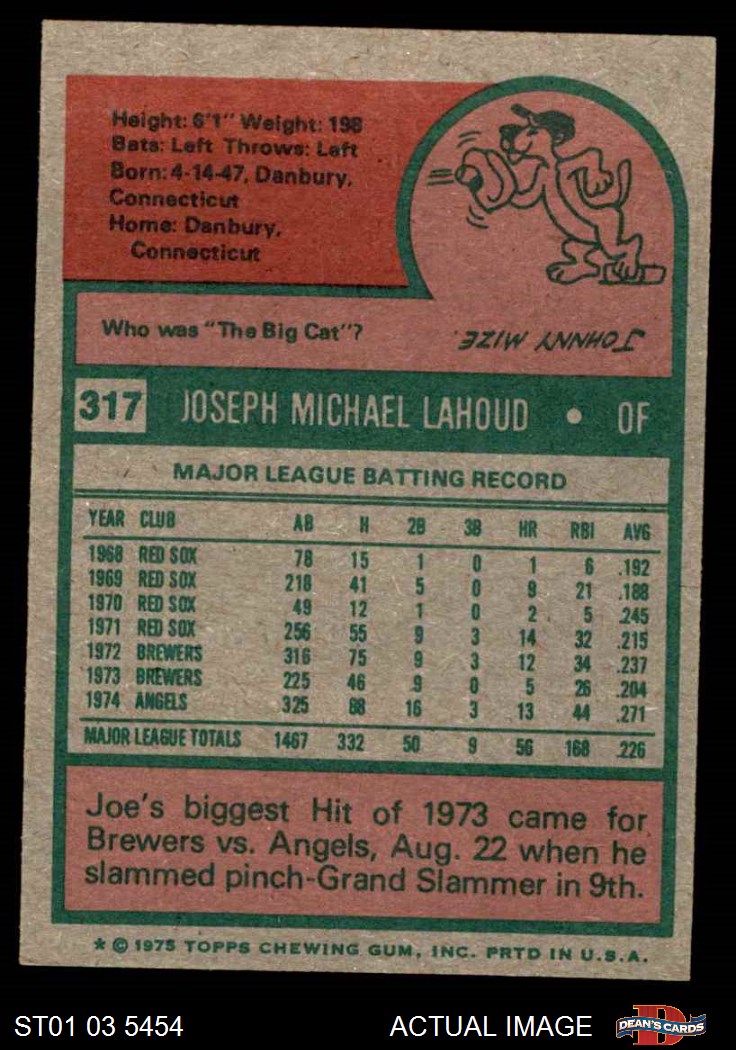 Height: 6'1" Weight: 198
Bats: Left Throws: Left
Born: 4-14-47, Danbury,
Connecticut
Home: Danbury,
Connecticut
Who was "The Big Cat"?
JOHNNY MIZE.
317 JOSEPH MICHAEL LAHOUD • OF
MAJOR LEAGUE BATTING RECORD
YEAR CLUB AB H 2B 3B HR RBI AVG
1968 RED SOX 78 15 1 0 1 6 .192
1969 RED SOX 218 41 5 0 9 21 .188
1970 RED SOX 49 12 1 0 2 5 .245
1971 RED SOX 256 55 9 3 14 32 .215
1972 BREWERS 316 75 9 3 12 34 .237
1973 BREWERS 225 46 9 0 5 26 .204
1974 ANGELS 325 88 16 3 13 44 .271
MAJOR LEAGUE TOTALS 1467 332 50 9 56 168 .226
Joe's biggest Hit of 1973 came for
Brewers vs. Angels, Aug. 22 when he
slammed pinch-Grand Slammer in 9th.
* © 1975 TOPPS CHEWING GUM, INC. PRTD IN U.S.A.
ST01 03 5454 ACTUAL IMAGE D DEAN'S CARDS